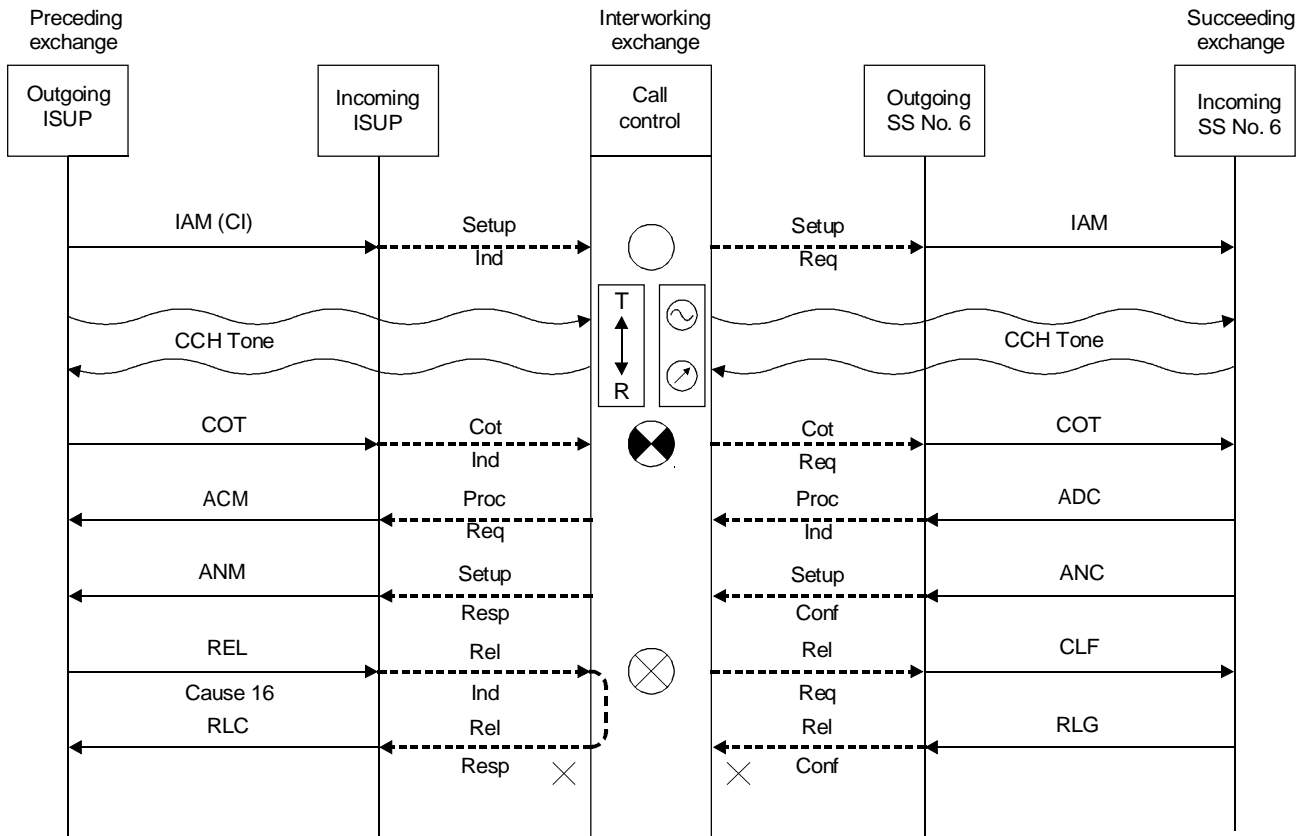 Preceding
exchange
Interworking
exchange
Succeeding
exchange
Outgoing
ISUP
Incoming
ISUP
Call
control
Outgoing
SS No. 6
Incoming
SS No. 6
IAM (CI)
Setup
Ind
Setup
Req
IAM
T
R
CCH Tone
CCH Tone
COT
Cot
Ind
Cot
Req
COT
ACM
Proc
Req
Proc
Ind
ADC
ANM
Setup
Resp
Setup
Conf
ANC
REL
Cause 16
Rel
Ind
Rel
Req
CLF
RLC
Rel
Resp
Rel
Conf
RLG